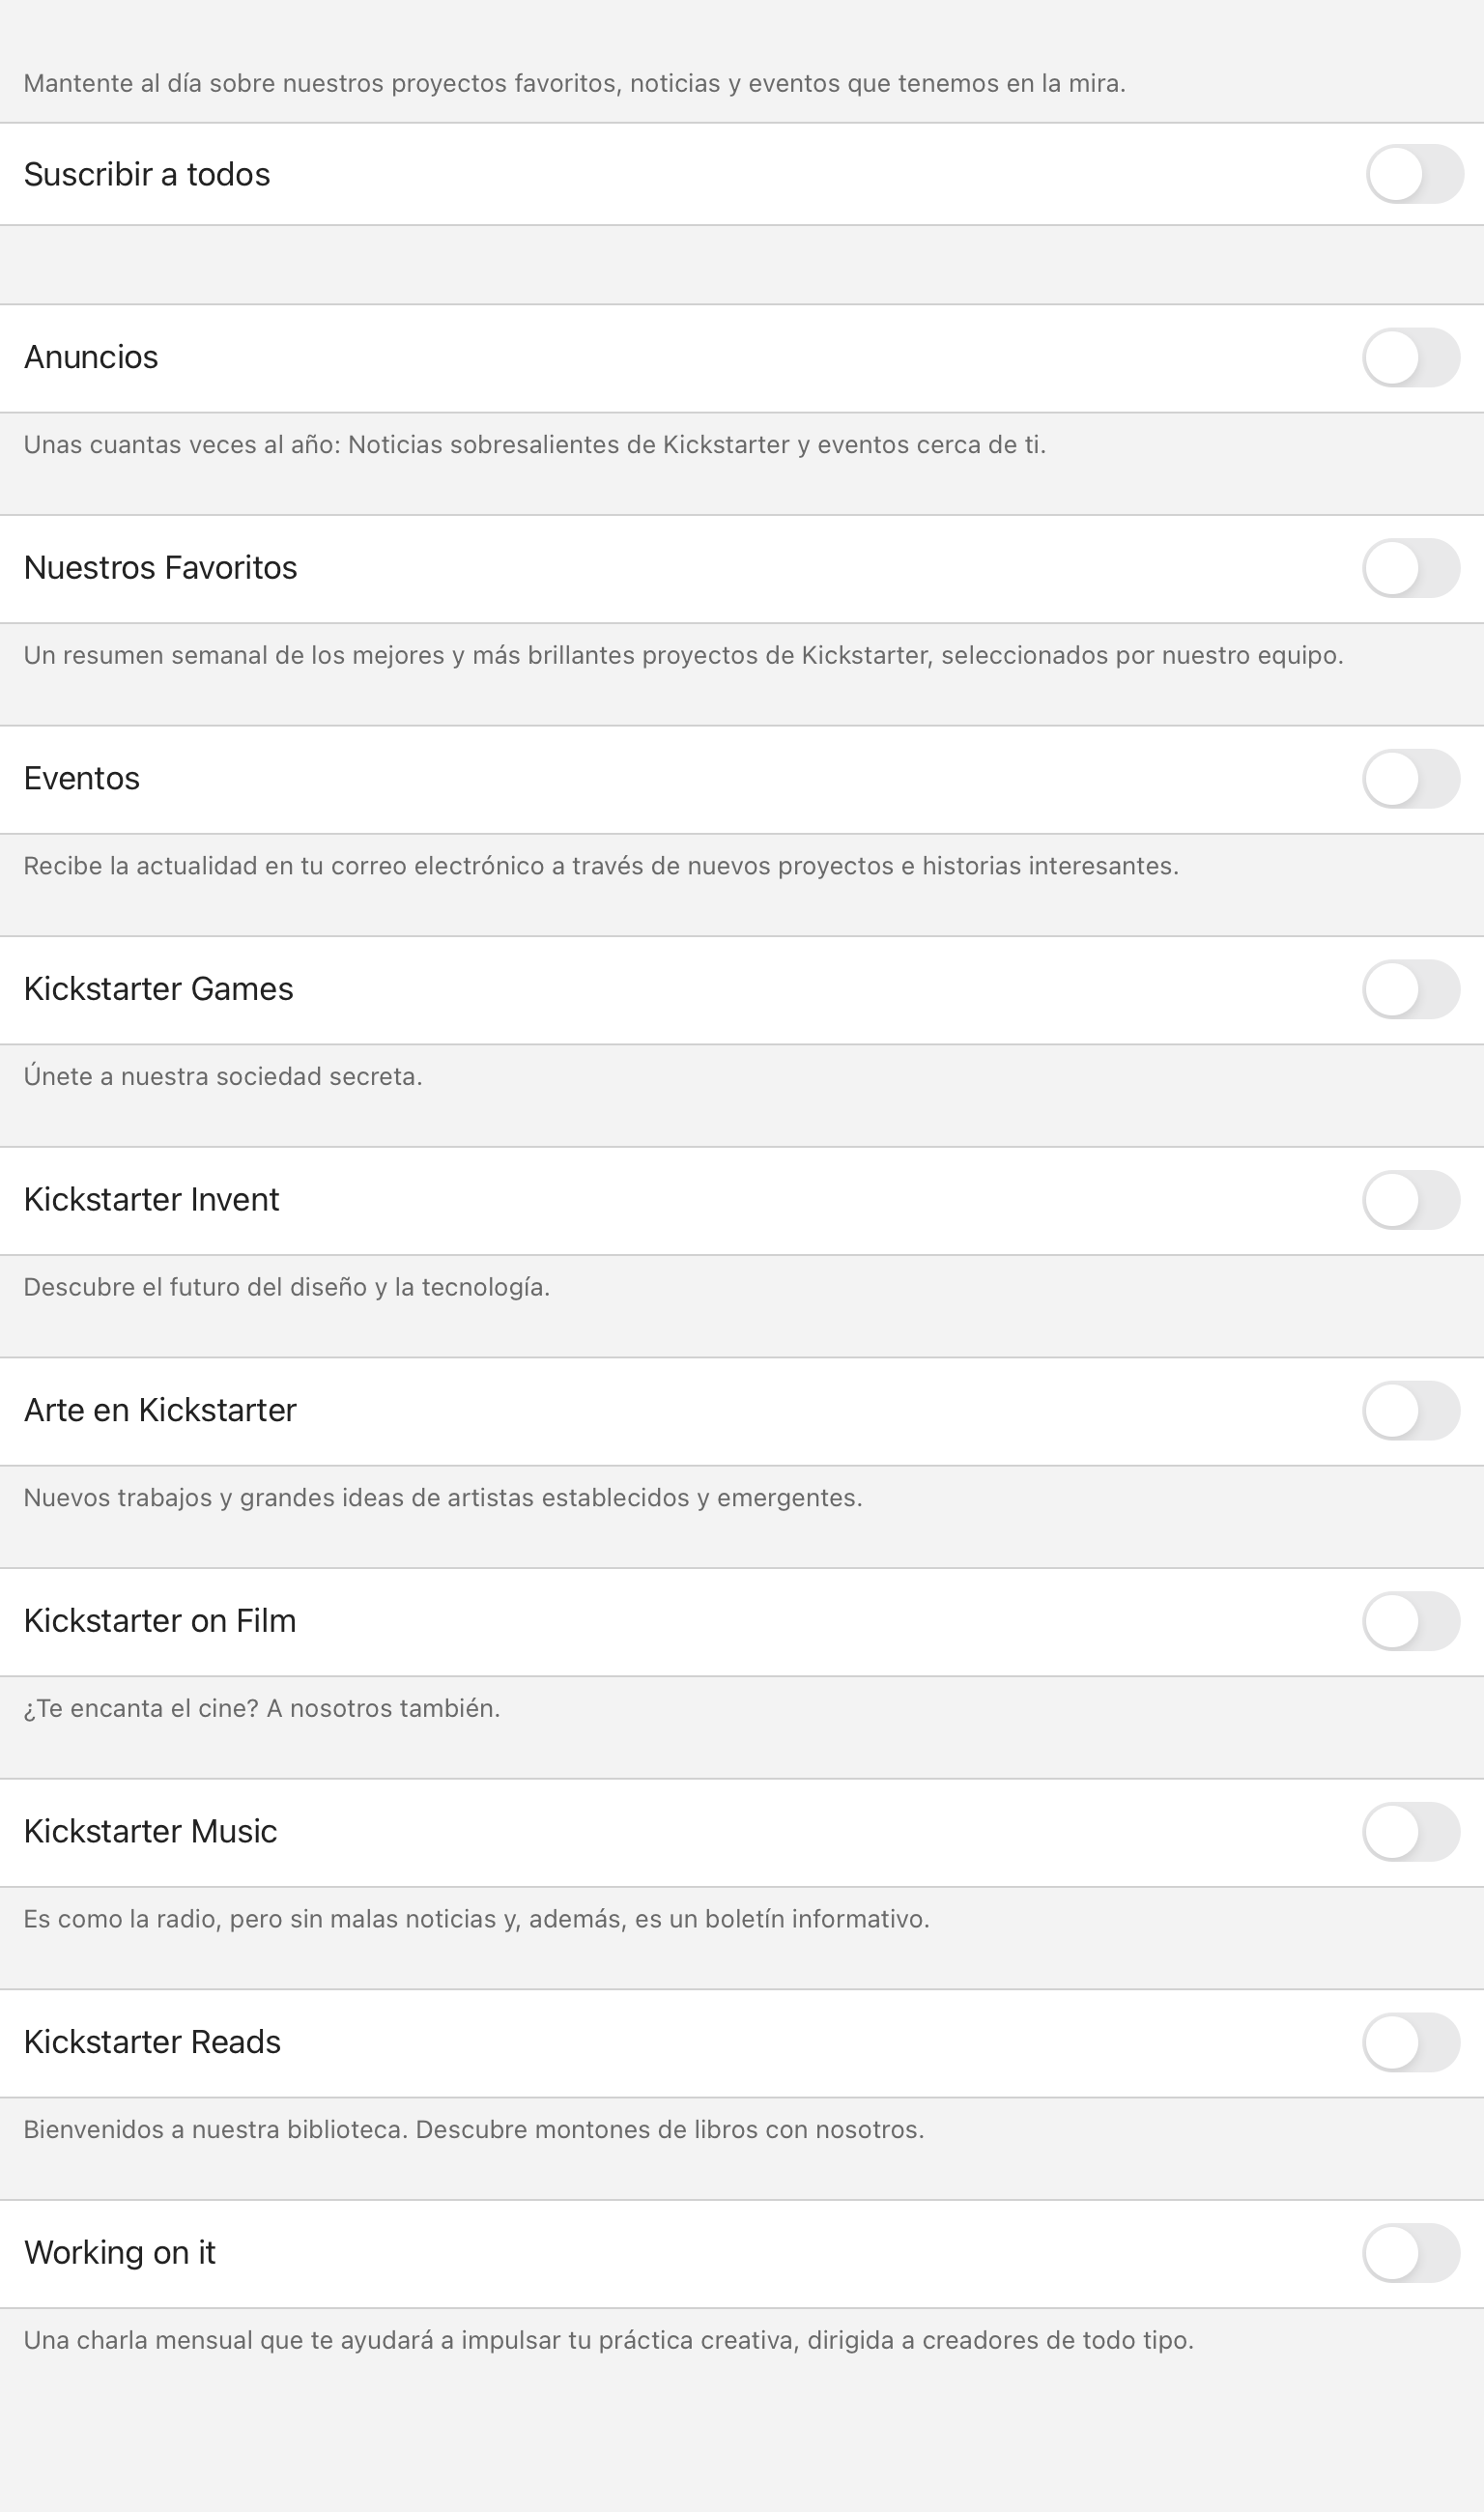 Mantente al día sobre nuestros proyectos favoritos, noticias y eventos que tenemos en la mira.
Suscribir a todos
Anuncios
Unas cuantas veces al año: Noticias sobresalientes de Kickstarter y eventos cerca de ti.
Nuestros Favoritos
Un resumen semanal de los mejores y más brillantes proyectos de Kickstarter, seleccionados por nuestro equipo.
Eventos
Recibe la actualidad en tu correo electrónico a través de nuevos proyectos e historias interesantes.
Kickstarter Games
Únete a nuestra sociedad secreta.
Kickstarter Invent
Descubre el futuro del diseño y la tecnología.
Arte en Kickstarter
Nuevos trabajos y grandes ideas de artistas establecidos y emergentes.
Kickstarter on Film
¿Te encanta el cine? A nosotros también.
Kickstarter Music
Es como la radio, pero sin malas noticias y, además, es un boletín informativo.
Kickstarter Reads
Bienvenidos a nuestra biblioteca. Descubre montones de libros con nosotros.
Working on it
Una charla mensual que te ayudará a impulsar tu práctica creativa, dirigida a creadores de todo tipo.